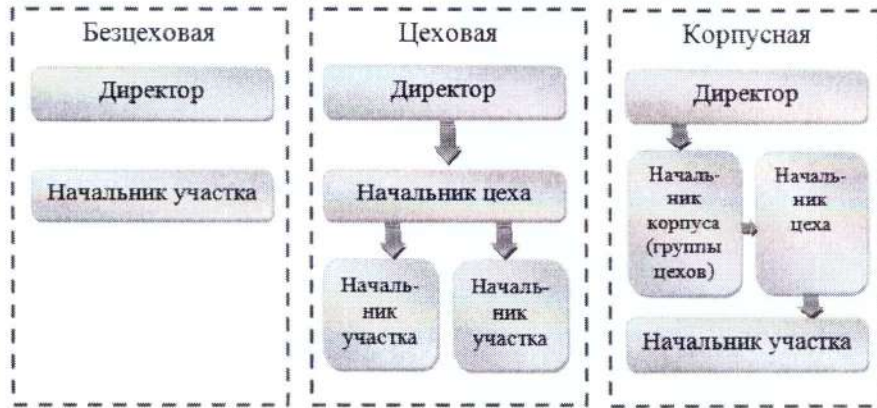 Безцеховая
Директор
Начальник участка
Цеховая
Директор
Начальник цеха
Началь-
ник
участка
Началь-
ник
участка
Корпусная
Директор
Началь-
ник
корпуса
(группы
цехов)
Началь-
ник
цеха
Начальник участка